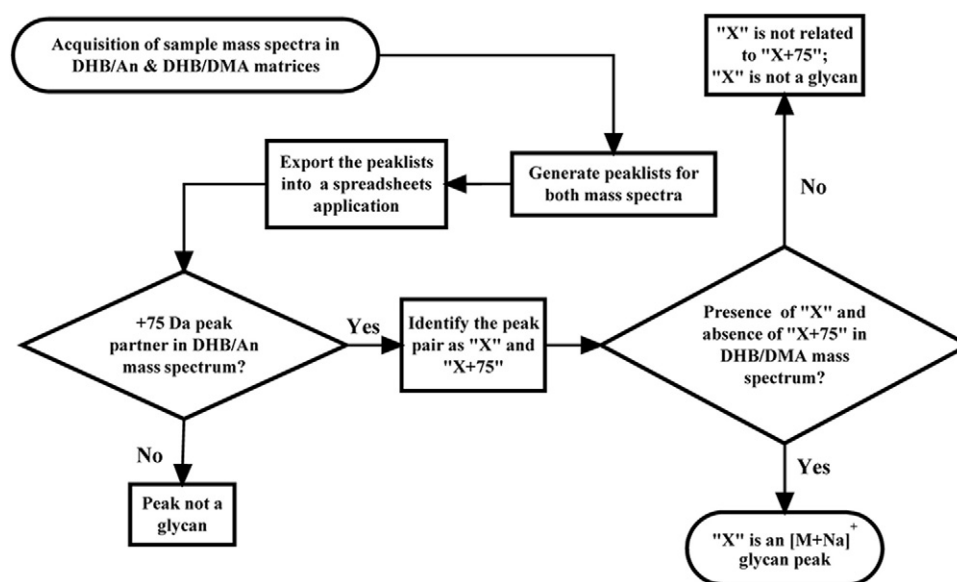 Acquisition of sample mass spectra in
DHB/An & DHB/DMA matrices
Generate peaklists for
both mass spectra
Export the peaklists
into a spreadsheets
application
+75 Da peak
partner in DHB/An
mass spectrum?
No
Peak not a
glycan
Yes
Identify the peak
pair as "X" and
"X+75"
Presence of "X" and
absence of "X+75" in
DHB/DMA mass
spectrum?
No
"X" is not related
to "X+75";
"X" is not a glycan
Yes
"X" is an [M+Na]+
glycan peak